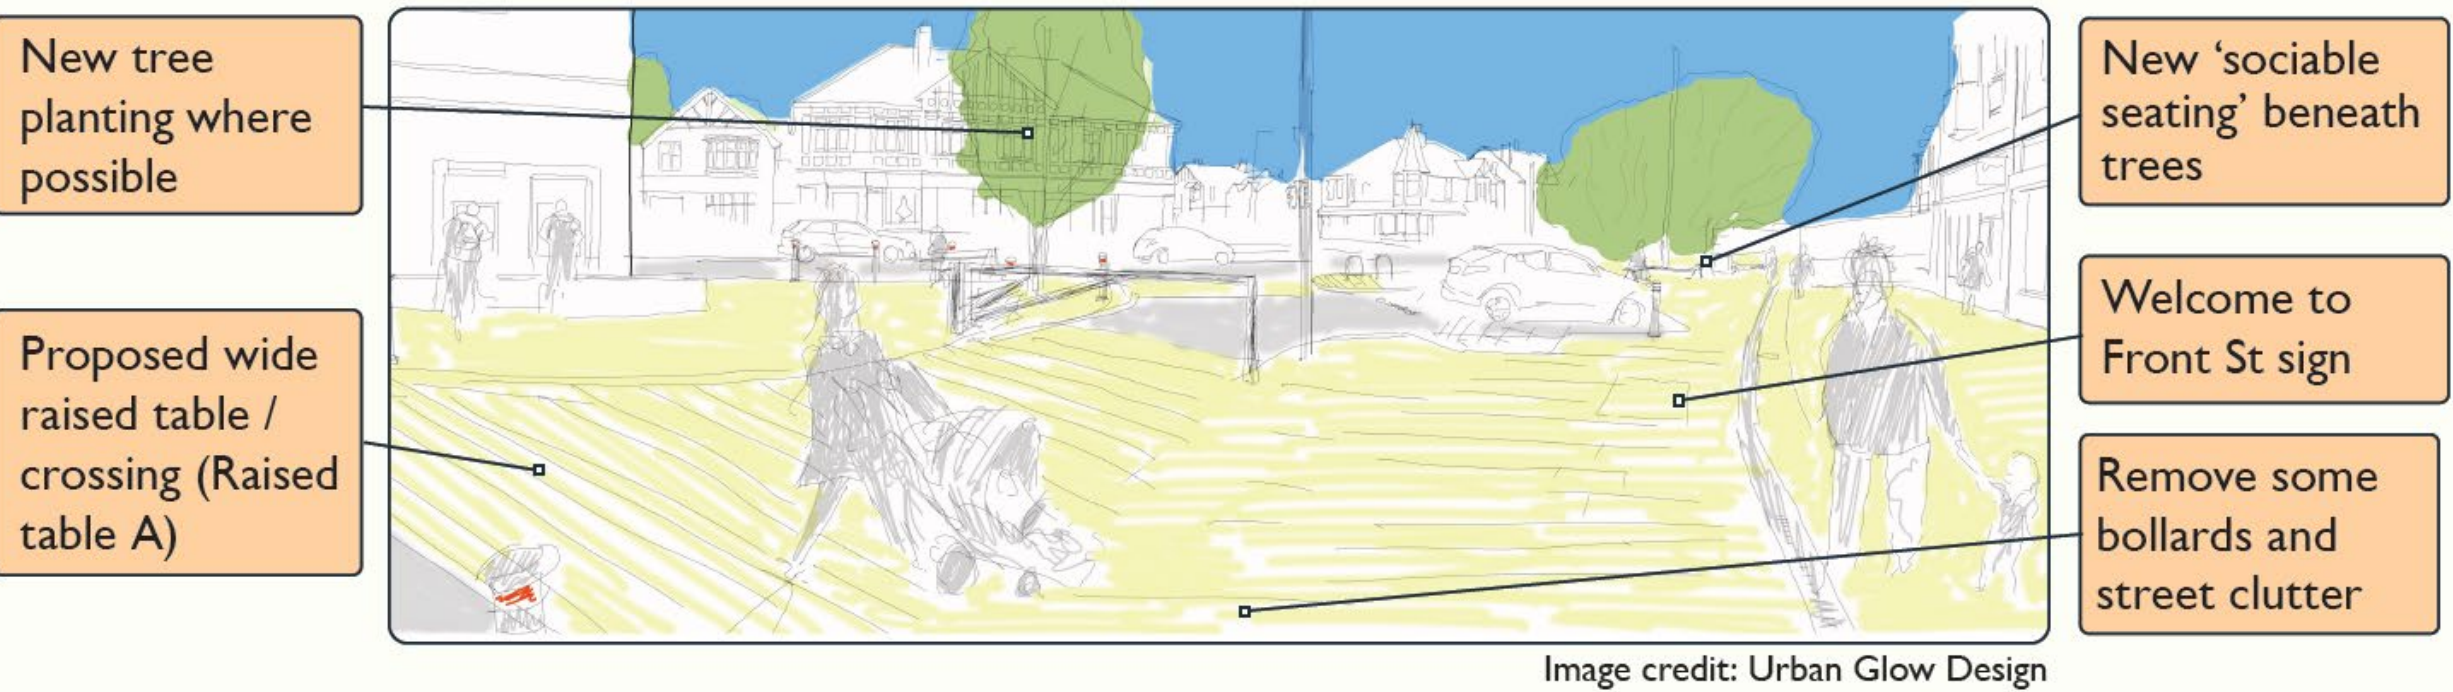 New tree
planting where
possible
Proposed wide
raised table /
crossing (Raised
table A)
New ‘sociable
seating’ beneath
trees
Welcome to
Front St sign
Remove some
bollards and
street clutter
Image credit: Urban Glow Design